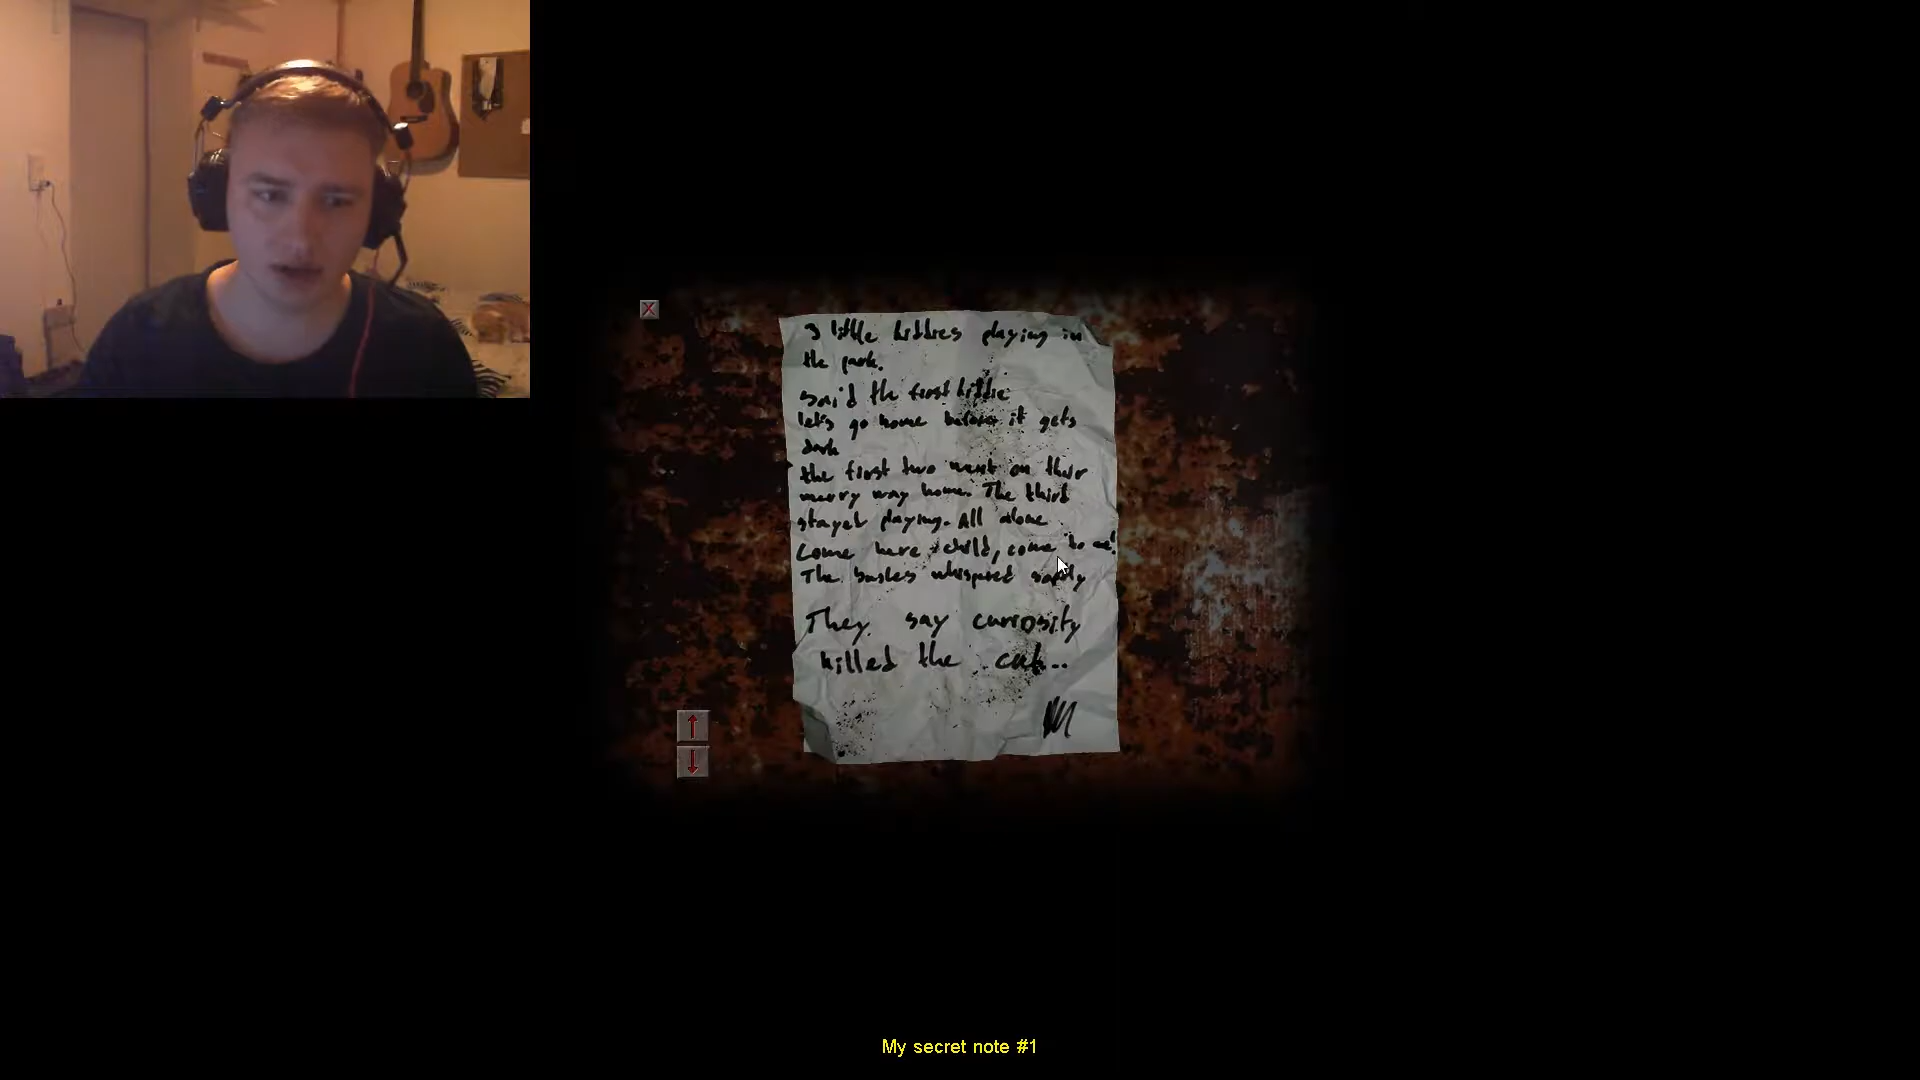 3 little kiddies playing in
the park.
said the first kiddie
let's go home before it gets
dark
the first two went on their
merry way home. The third
stayed playing. All alone
Come here child, come to me!
The bushes whispered softly
They say curiosity
killed the cat...
My secret note #1